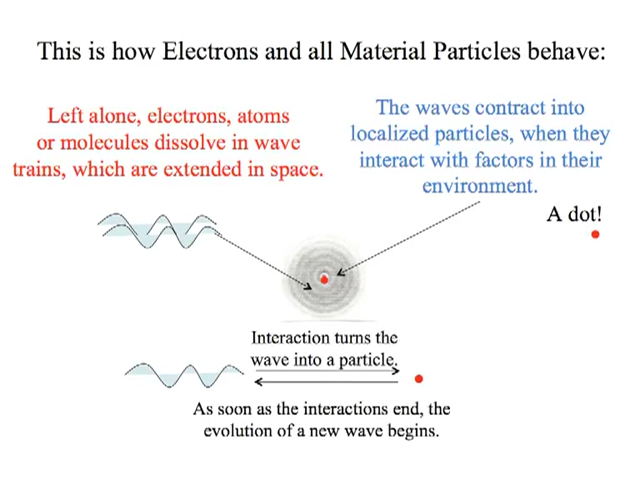 This is how Electrons and all Material Particles behave:
Left alone, electrons, atoms
or molecules dissolve in wave
trains, which are extended in space.
The waves contract into
localized particles, when they
interact with factors in their
environment.
A dot!
Interaction turns the
wave into a particle.
As soon as the interactions end, the
evolution of a new wave begins.